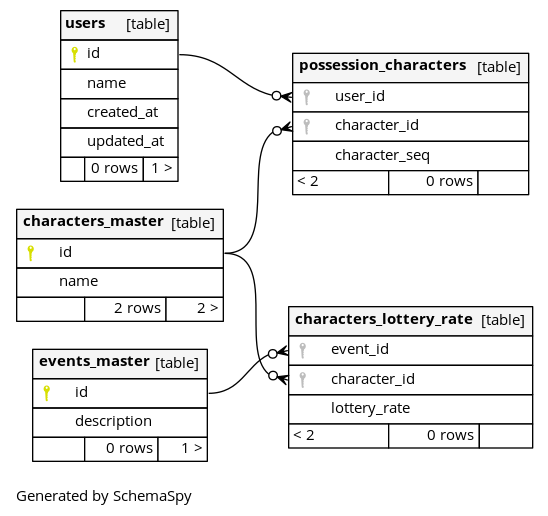 users [table]
id
name
created_at
updated_at
0 rows 1 >
possession_characters [table]
user_id
character_id
character_seq
< 2 0 rows
characters_master [table]
id
name
2 rows 2 >
characters_lottery_rate [table]
event_id
character_id
lottery_rate
< 2 0 rows
events_master [table]
id
description
0 rows 1 >
Generated by SchemaSpy